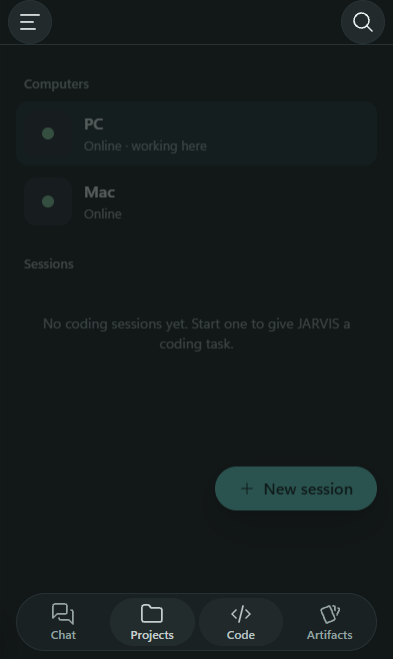 Computers
PC
Online · working here
Mac
Online
Sessions
No coding sessions yet. Start one to give JARVIS a
coding task.
New session
Chat
Projects
Code
Artifacts